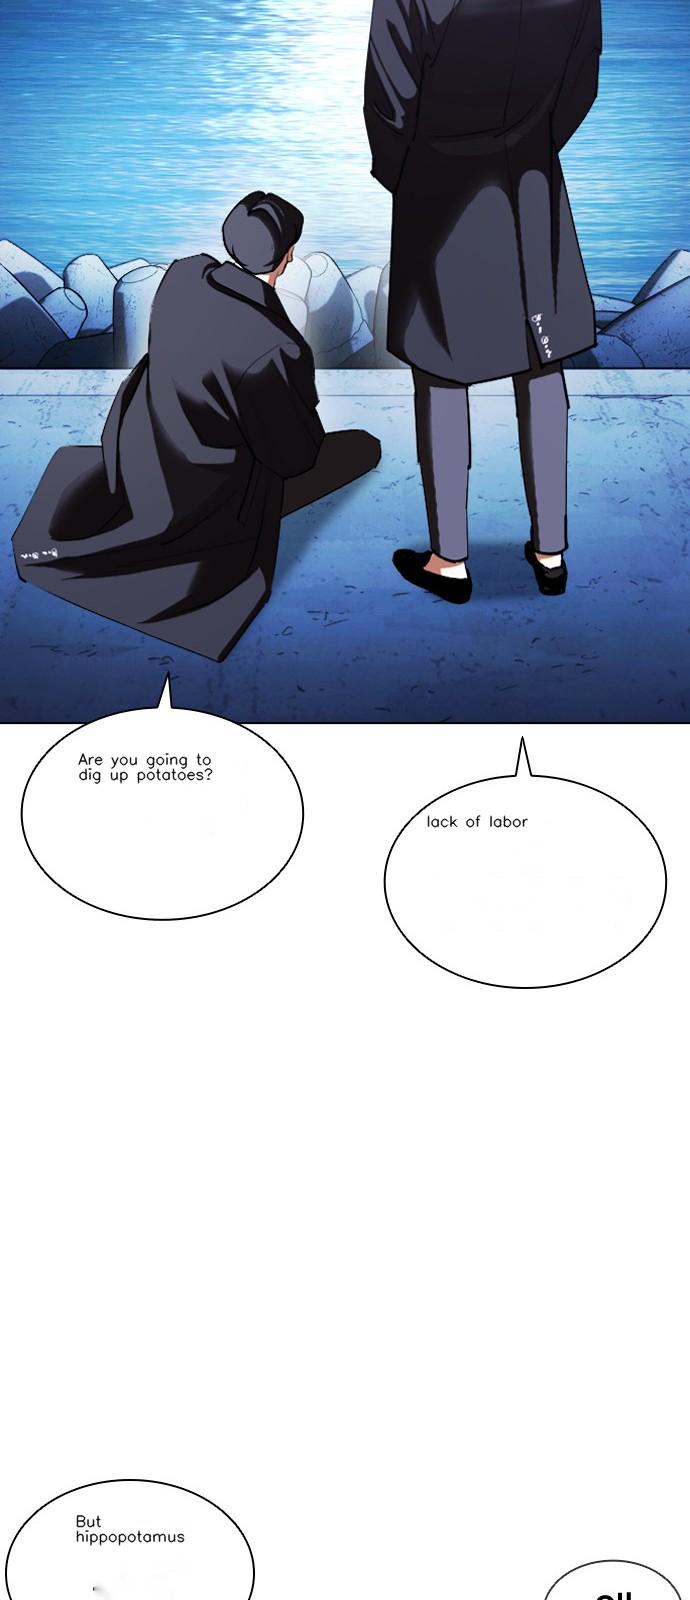 Are you going to
dig up potatoes?
lack of labor
But
hippopotamus